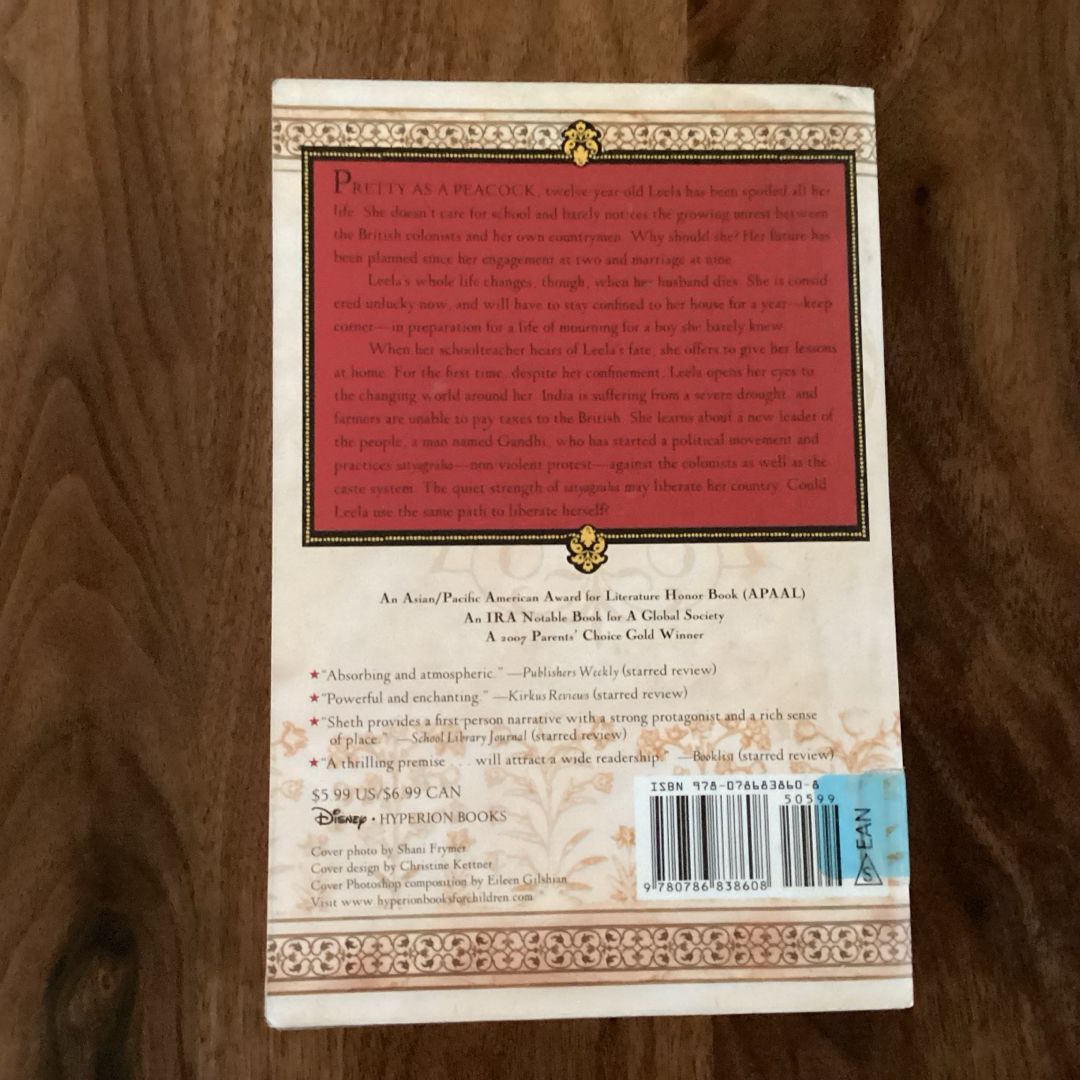 PRETTY AS A PEACOCK, twelve-year-old Leela has been spoiled all her
life. She doesn't care for school and barely notices the growing unrest between
the British colonists and her own countrymen. Why should she? Her future has
been planned since her engagement at two and marriage at nine.
Leela's whole life changes, though, when her husband dies. She is consid-
ered unlucky now, and will have to stay confined to her house for a year—keep
corner—in preparation for a life of mourning for a boy she barely knew.
When her schoolteacher hears of Leela's fate, she offers to give her lessons
at home. For the first time, despite her confinement, Leela opens her eyes to
the changing world around her. India is suffering from a severe drought, and
farmers are unable to pay taxes to the British. She learns about a new leader of
the people, a man named Gandhi, who has started a political movement and
practices satyagraha—non-violent protest—against the colonists as well as the
caste system. The quiet strength of satyagraha may liberate her country. Could
Leela use the same path to liberate herself?
An Asian/Pacific American Award for Literature Honor Book (APAAL)
An IRA Notable Book for A Global Society
A 2007 Parents' Choice Gold Winner
★"Absorbing and atmospheric." —Publishers Weekly (starred review)
★"Powerful and enchanting." —Kirkus Reviews (starred review)
★"Sheth provides a first-person narrative with a strong protagonist and a rich sense
of place." —School Library Journal (starred review)
★"A thrilling premise . . . will attract a wide readership." —Booklist (starred review)
$5.99 US/$6.99 CAN
Disney • HYPERION BOOKS
Cover photo by Shani Frymer
Cover design by Christine Kettner
Cover Photoshop composition by Eileen Gilshian
Visit www.hyperionbooksforchildren.com
ISBN 978-078683860-8
50599
9 780786 838608
S EAN